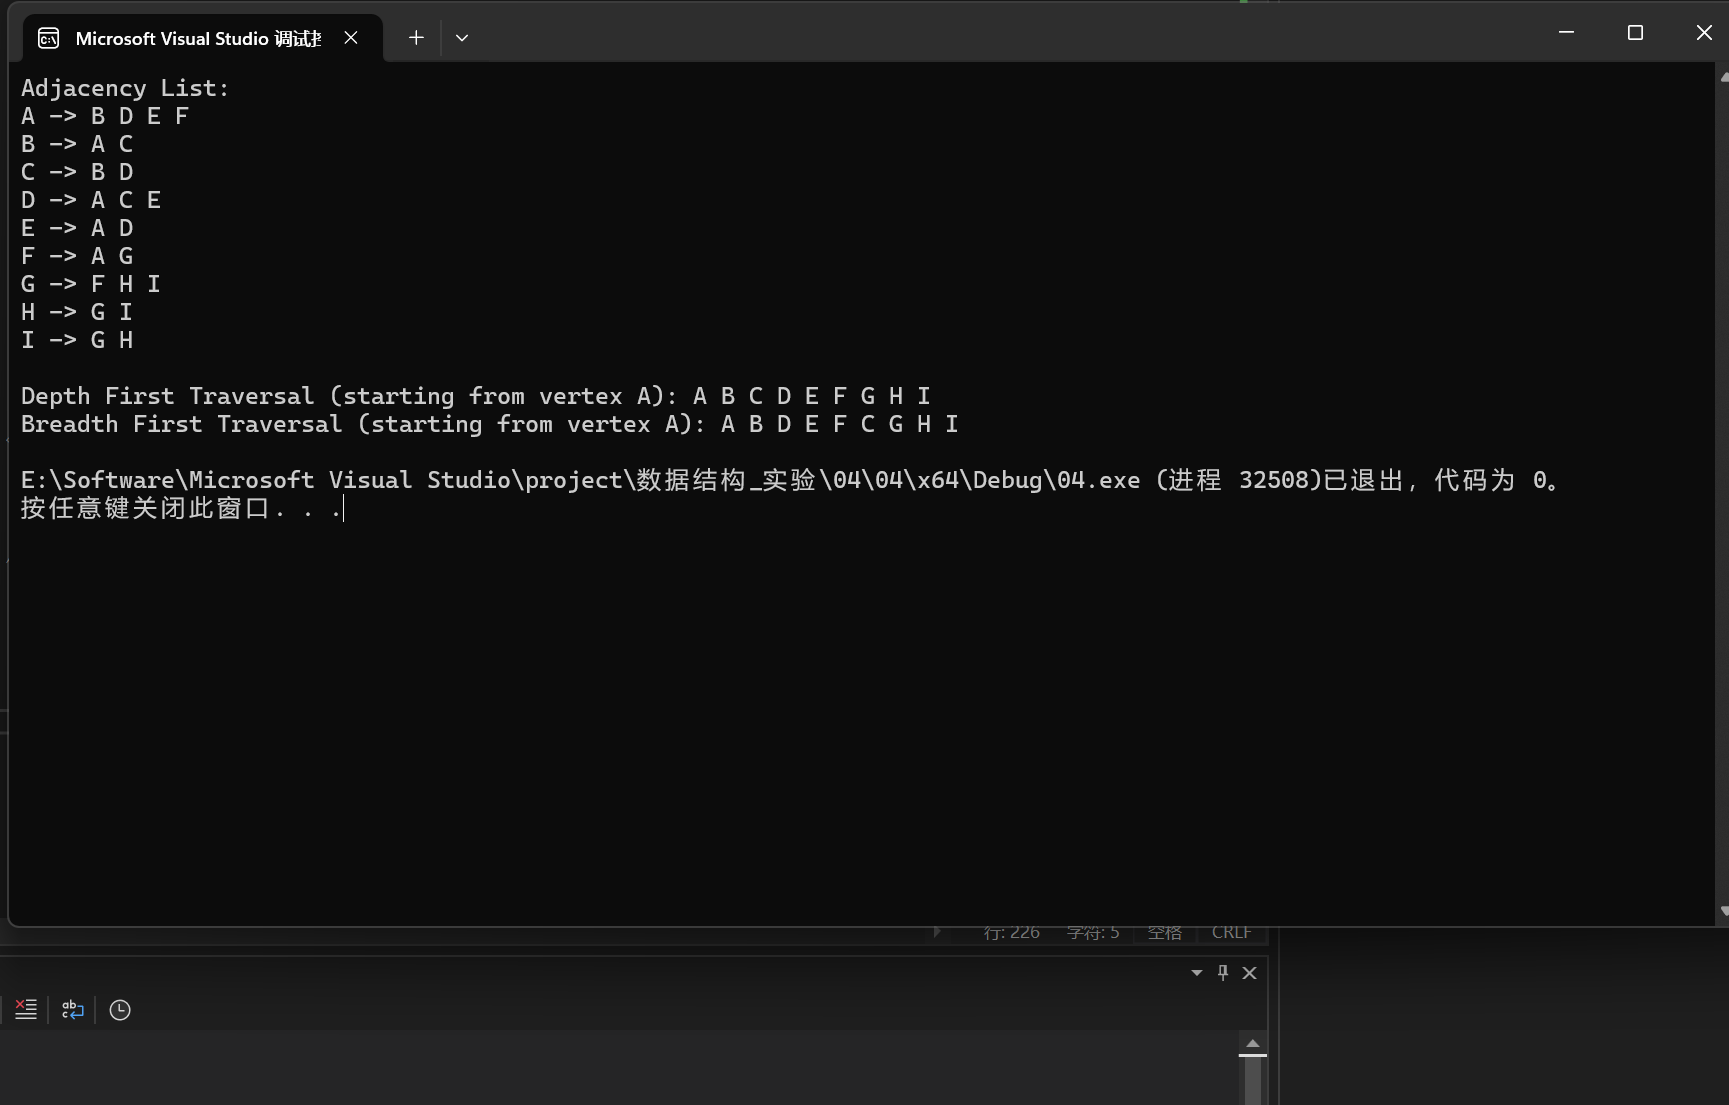 Microsoft Visual Studio 调试
Adjacency List:
A -> B D E F
B -> A C
C -> B D
D -> A C E
E -> A D
F -> A G
G -> F H I
H -> G I
I -> G H
Depth First Traversal (starting from vertex A): A B C D E F G H I
Breadth First Traversal (starting from vertex A): A B D E F C G H I
E:\Software\Microsoft Visual Studio\project\数据结构_实验\04\04\x64\Debug\04.exe (进程 32508)已退出，代码为 0。
按任意键关闭此窗口. . .
行: 226 字符: 5 空格 CRLF